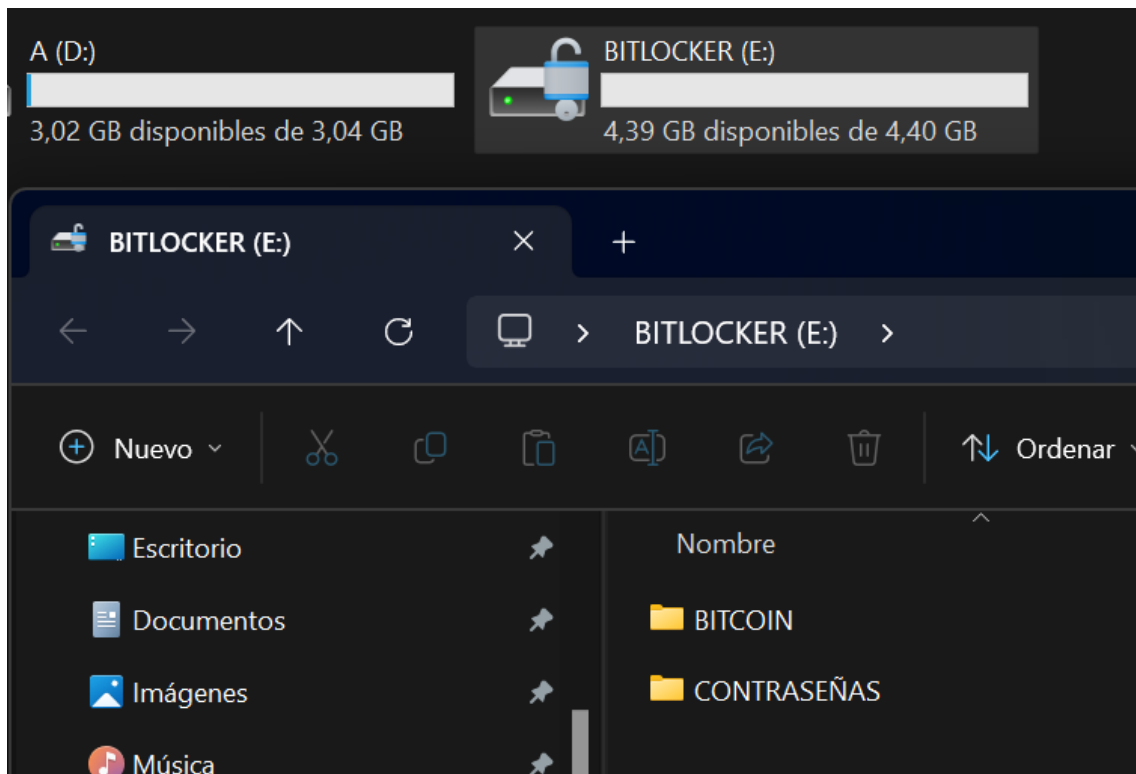 A (D:)
3,02 GB disponibles de 3,04 GB
BITLOCKER (E:)
4,39 GB disponibles de 4,40 GB
BITLOCKER (E:)
BITLOCKER (E:)
Nuevo
Ordenar
Escritorio
Documentos
Imágenes
Música
Nombre
BITCOIN
CONTRASEÑAS